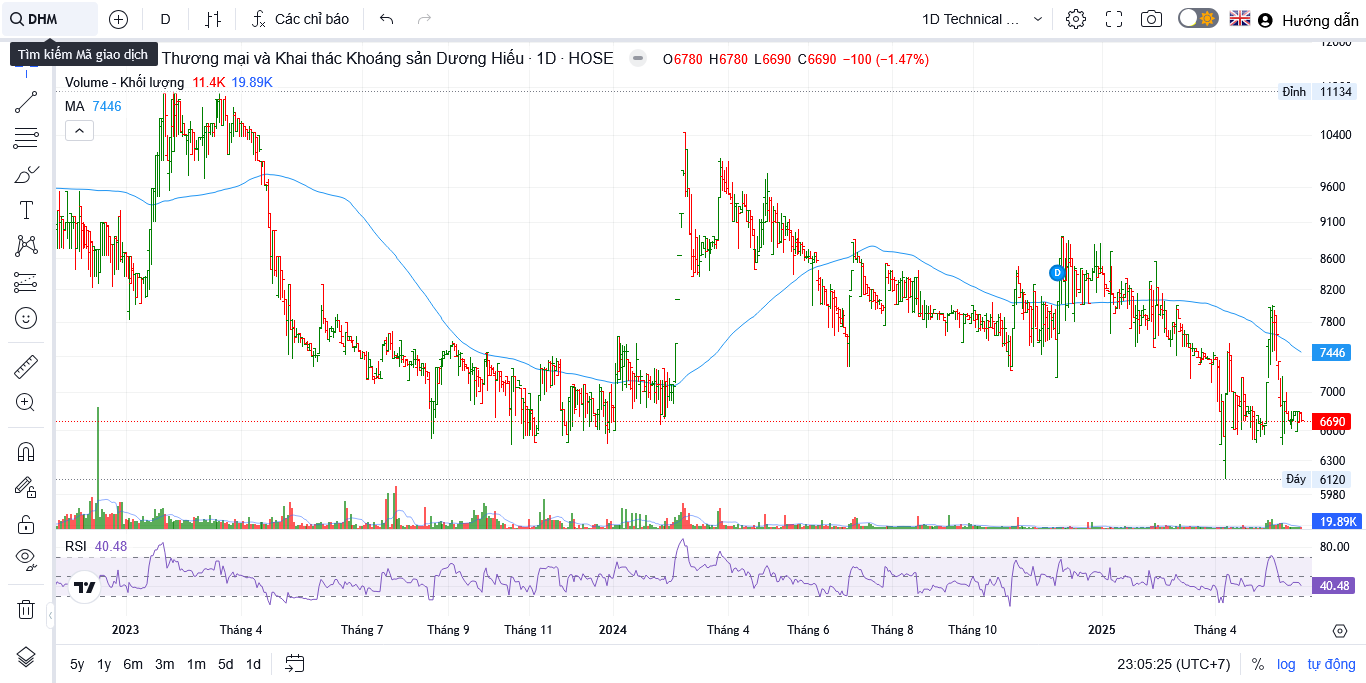 DHM
D
Các chỉ báo
1D Technical ...
Hướng dẫn
Tìm kiếm Mã giao dịch
Thương mại và Khai thác Khoáng sản Dương Hiếu · 1D · HOSE
O6780 H6780 L6690 C6690 −100 (−1.47%)
Volume - Khối lượng 11.4K 19.89K
MA 7446
12000
Đỉnh 11134
10400
9600
9100
8600
8200
7800
7446
7000
6690
6600
6300
Đáy 6120
5980
19.89K
D
RSI 40.48
80.00
40.48
2023 Tháng 4 Tháng 7 Tháng 9 Tháng 11 2024 Tháng 4 Tháng 6 Tháng 8 Tháng 10 2025 Tháng 4
5y 1y 6m 3m 1m 5d 1d
23:05:25 (UTC+7) % log tự động